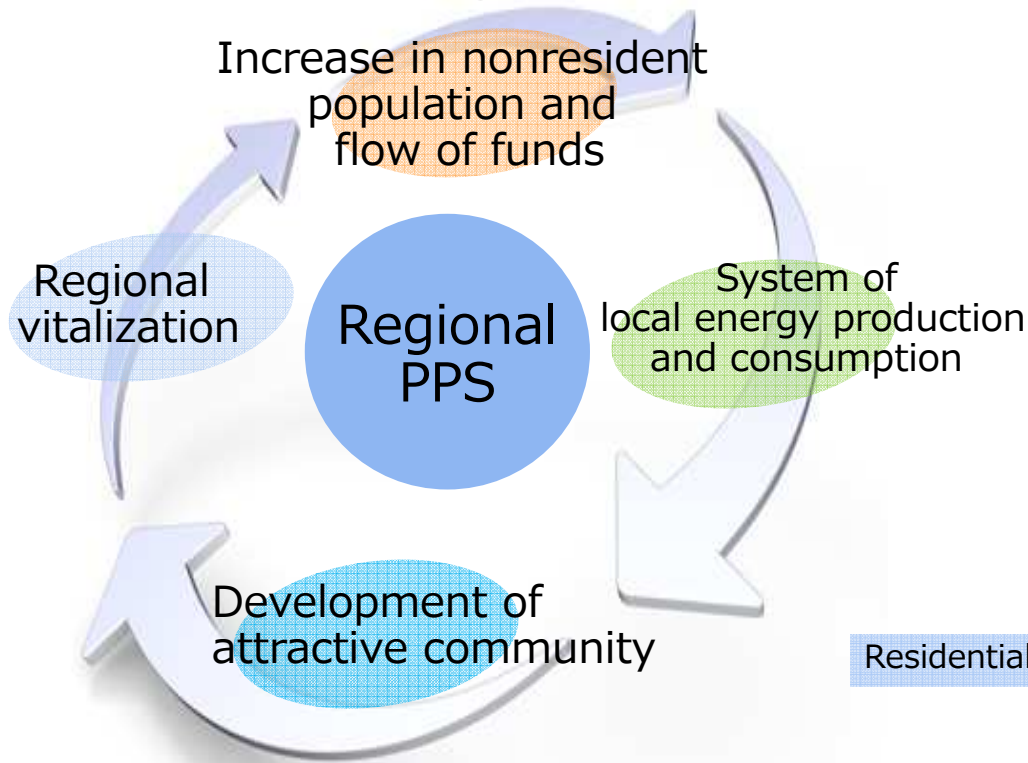 Increase in nonresident
population and
flow of funds
Regional
vitalization
Regional
PPS
System of
local energy production
and consumption
Development of
attractive community
Residential